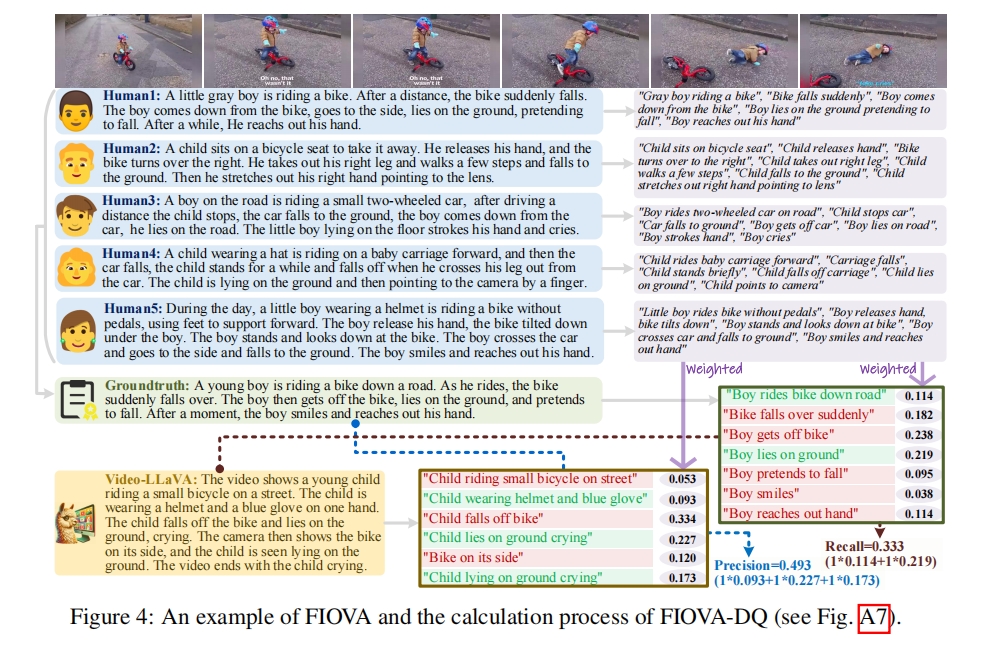 Oh no, that
wasn't it
Oh no, that
wasn't it
Human1: A little gray boy is riding a bike. After a distance, the bike suddenly falls.
The boy comes down from the bike, goes to the side, lies on the ground, pretending
to fall. After a while, He reachs out his hand.
"Gray boy riding a bike", "Bike falls suddenly", "Boy comes
down from the bike", "Boy lies on the ground pretending to
fall", "Boy reaches out his hand"
Human2: A child sits on a bicycle seat to take it away. He releases his hand, and the
bike turns over the right. He takes out his right leg and walks a few steps and falls to
the ground. Then he stretches out his right hand pointing to the lens.
"Child sits on bicycle seat", "Child releases hand", "Bike
turns over to the right", "Child takes out right leg", "Child
walks a few steps", "Child falls to the ground", "Child
stretches out right hand pointing to lens"
Human3: A boy on the road is riding a small two-wheeled car, after driving a
distance the child stops, the car falls to the ground, the boy comes down from the
car, he lies on the road. The little boy lying on the floor strokes his hand and cries.
"Boy rides two-wheeled car on road", "Child stops car",
"Car falls to ground", "Boy gets off car", "Boy lies on road",
"Boy strokes hand", "Boy cries"
Human4: A child wearing a hat is riding on a baby carriage forward, and then the
car falls, the child stands for a while and falls off when he crosses his leg out from
the car. The child is lying on the ground and then pointing to the camera by a finger.
"Child rides baby carriage forward", "Carriage falls",
"Child stands briefly", "Child falls off carriage", "Child lies
on ground", "Child points to camera"
Human5: During the day, a little boy wearing a helmet is riding a bike without
pedals, using feet to support forward. The boy release his hand, the bike tilted down
under the boy. The boy stands and looks down at the bike. The boy crosses the car
and goes to the side and falls to the ground. The boy smiles and reaches out his hand.
"Little boy rides bike without pedals", "Boy releases hand,
bike tilts down", "Boy stands and looks down at bike", "Boy
crosses car and falls to ground", "Boy smiles and reaches
out hand"
Weighted
Weighted
Groundtruth: A young boy is riding a bike down a road. As he rides, the bike
suddenly falls over. The boy then gets off the bike, lies on the ground, and pretends
to fall. After a moment, the boy smiles and reaches out his hand.
"Boy rides bike down road" 0.114
"Bike falls over suddenly" 0.182
"Boy gets off bike" 0.238
"Boy lies on ground" 0.219
"Boy pretends to fall" 0.095
"Boy smiles" 0.038
"Boy reaches out hand" 0.114
Video-LLaVA: The video shows a young child
riding a small bicycle on a street. The child is
wearing a helmet and a blue glove on one hand.
The child falls off the bike and lies on the
ground, crying. The camera then shows the bike
on its side, and the child is seen lying on the
ground. The video ends with the child crying.
"Child riding small bicycle on street" 0.053
"Child wearing helmet and blue glove" 0.093
"Child falls off bike" 0.334
"Child lies on ground crying" 0.227
"Bike on its side" 0.120
"Child lying on ground crying" 0.173
Recall=0.333
(1*0.114+1*0.219)
Precision=0.493
(1*0.093+1*0.227+1*0.173)
Figure 4: An example of FIOVA and the calculation process of FIOVA-DQ (see Fig. A7).